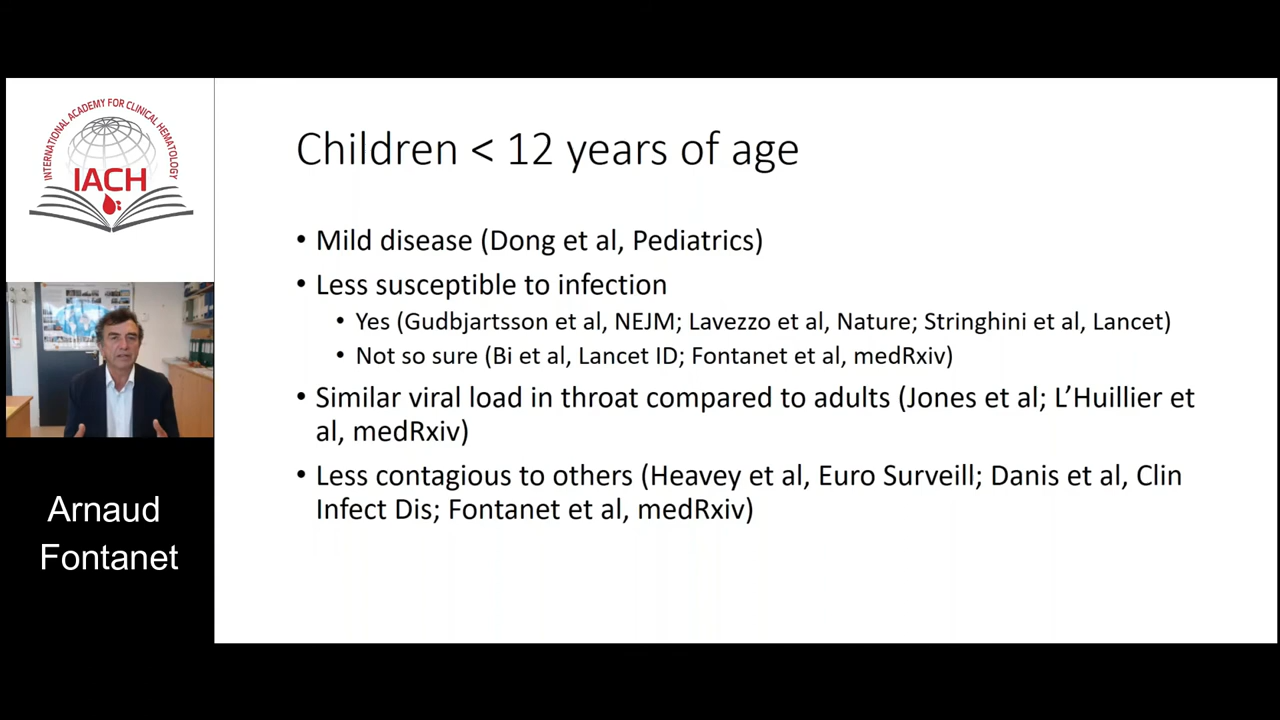 INTERNATIONAL ACADEMY FOR CLINICAL HEMATOLOGY
IACH
Arnaud
Fontanet
Children < 12 years of age
• Mild disease (Dong et al, Pediatrics)
• Less susceptible to infection
• Yes (Gudbjartsson et al, NEJM; Lavezzo et al, Nature; Stringhini et al, Lancet)
• Not so sure (Bi et al, Lancet ID; Fontanet et al, medRxiv)
• Similar viral load in throat compared to adults (Jones et al; L’Huillier et
al, medRxiv)
• Less contagious to others (Heavey et al, Euro Surveill; Danis et al, Clin
Infect Dis; Fontanet et al, medRxiv)